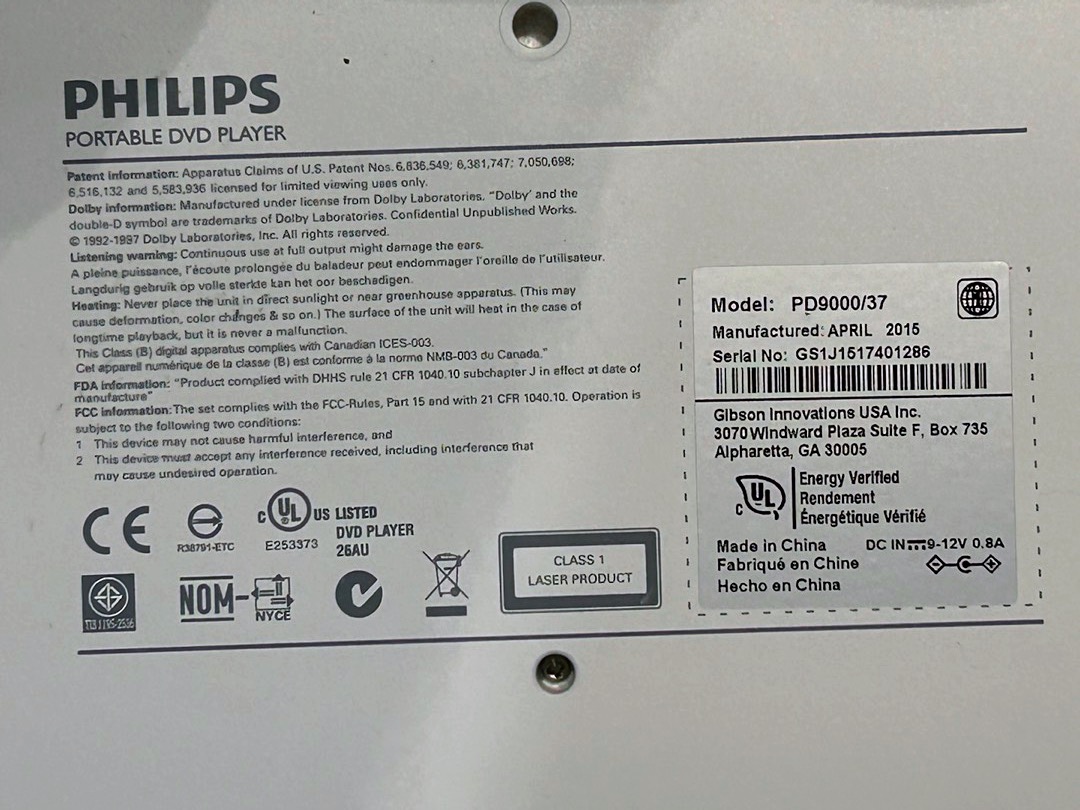 PHILIPS
PORTABLE DVD PLAYER
Patent information: Apparatus Claims of U.S. Patent Nos. 6,836,549; 6,381,747; 7,050,698;
6,516,132 and 5,583,936 licensed for limited viewing uses only.
Dolby information: Manufactured under license from Dolby Laboratories. "Dolby' and the
double-D symbol are trademarks of Dolby Laboratories. Confidential Unpublished Works.
© 1992-1997 Dolby Laboratories, Inc. All rights reserved.
Listening warning: Continuous use at full output might damage the ears.
A pleine puissance, l'écoute prolongée du baladeur peut endommager l'oreille de l'utilisateur.
Langdurig gebruik op volle sterkte kan het oor beschadigen.
Heating: Never place the unit in direct sunlight or near greenhouse apparatus. (This may
cause deformation, color changes & so on.) The surface of the unit will heat in the case of
longtime playback, but it is never a malfunction.
This Class (B) digital apparatus complies with Canadian ICES-003.
Cet appareil numérique de la classe (B) est conforme à la norme NMB-003 du Canada."
FDA information: "Product complied with DHHS rule 21 CFR 1040.10 subchapter J in effect at date of
manufacture"
FCC information: The set complies with the FCC-Rules, Part 15 and with 21 CFR 1040.10. Operation is
subject to the following two conditions:
1 This device may not cause harmful interference, and
2 This device must accept any interference received, including interference that
may cause undesired operation.
CE
R38791-ETC
c UL US LISTED
E253373
DVD PLAYER
26AU
NOM-
NYCE
CLASS 1
LASER PRODUCT
Model: PD9000/37
Manufactured: APRIL 2015
Serial No: GS1J1517401286
Gibson Innovations USA Inc.
3070 Windward Plaza Suite F, Box 735
Alpharetta, GA 30005
c UL
Energy Verified
Rendement
Énergétique Vérifié
Made in China
DC IN 9-12V 0.8A
Fabriqué en Chine
Hecho en China